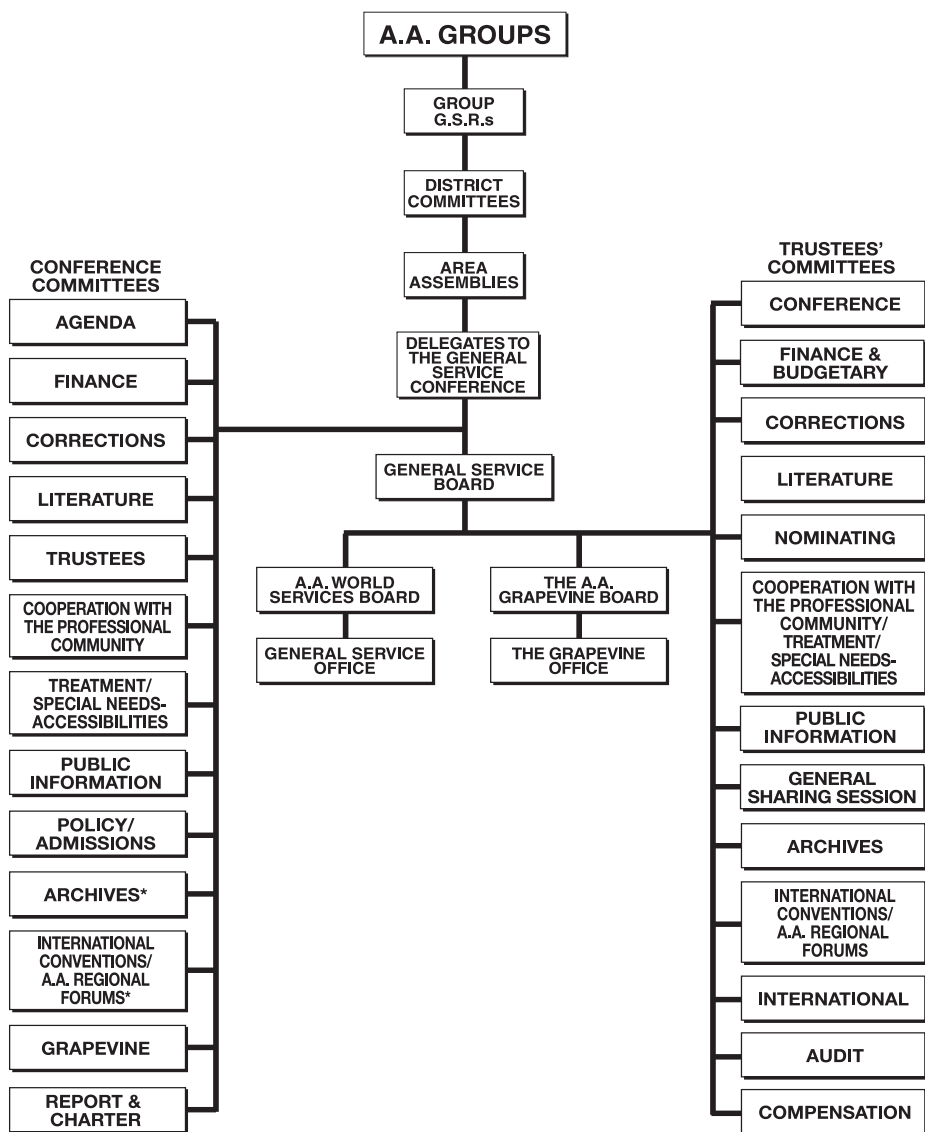 A.A. GROUPS
GROUP
G.S.R.s
DISTRICT
COMMITTEES
AREA
ASSEMBLIES
DELEGATES TO
THE GENERAL
SERVICE
CONFERENCE
GENERAL SERVICE
BOARD
A.A. WORLD
SERVICES BOARD
GENERAL SERVICE
OFFICE
THE A.A.
GRAPEVINE BOARD
THE GRAPEVINE
OFFICE
CONFERENCE
COMMITTEES
AGENDA
FINANCE
CORRECTIONS
LITERATURE
TRUSTEES
COOPERATION WITH
THE PROFESSIONAL
COMMUNITY
TREATMENT/
SPECIAL NEEDS-
ACCESSIBILITIES
PUBLIC
INFORMATION
POLICY/
ADMISSIONS
ARCHIVES*
INTERNATIONAL
CONVENTIONS/
A.A. REGIONAL
FORUMS*
GRAPEVINE
REPORT &
CHARTER
TRUSTEES’
COMMITTEES
CONFERENCE
FINANCE &
BUDGETARY
CORRECTIONS
LITERATURE
NOMINATING
COOPERATION WITH
THE PROFESSIONAL
COMMUNITY/
TREATMENT/
SPECIAL NEEDS-
ACCESSIBILITIES
PUBLIC
INFORMATION
GENERAL
SHARING SESSION
ARCHIVES
INTERNATIONAL
CONVENTIONS/
A.A. REGIONAL
FORUMS
INTERNATIONAL
AUDIT
COMPENSATION